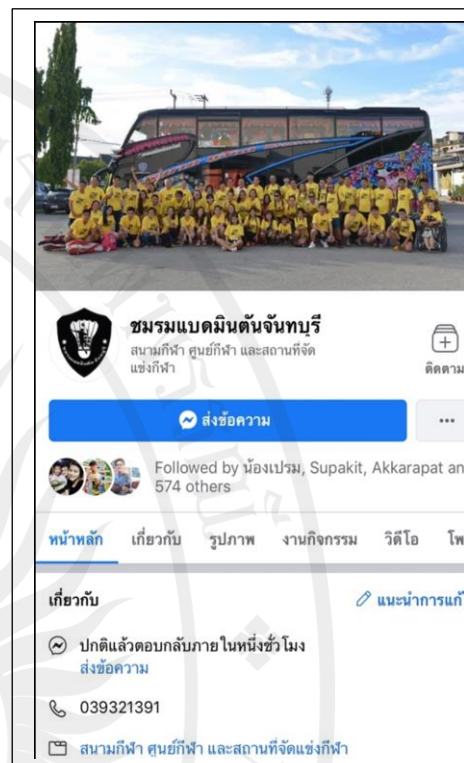 ชมรมแบดมินตันจันทบุรี
สนามกีฬา ศูนย์กีฬา และสถานที่จัด
แข่งกีฬา
ติดตาม
ส่งข้อความ
Followed by น้องเปรม, Supakit, Akkarapat an
574 others
หน้าหลัก เกี่ยวกับ รูปภาพ งานกิจกรรม วิดีโอ โพ
เกี่ยวกับ
แนะนำการแก้
ปกติแล้วตอบกลับภายในหนึ่งชั่วโมง
ส่งข้อความ
039321391
สนามกีฬา ศูนย์กีฬา และสถานที่จัดแข่งกีฬา